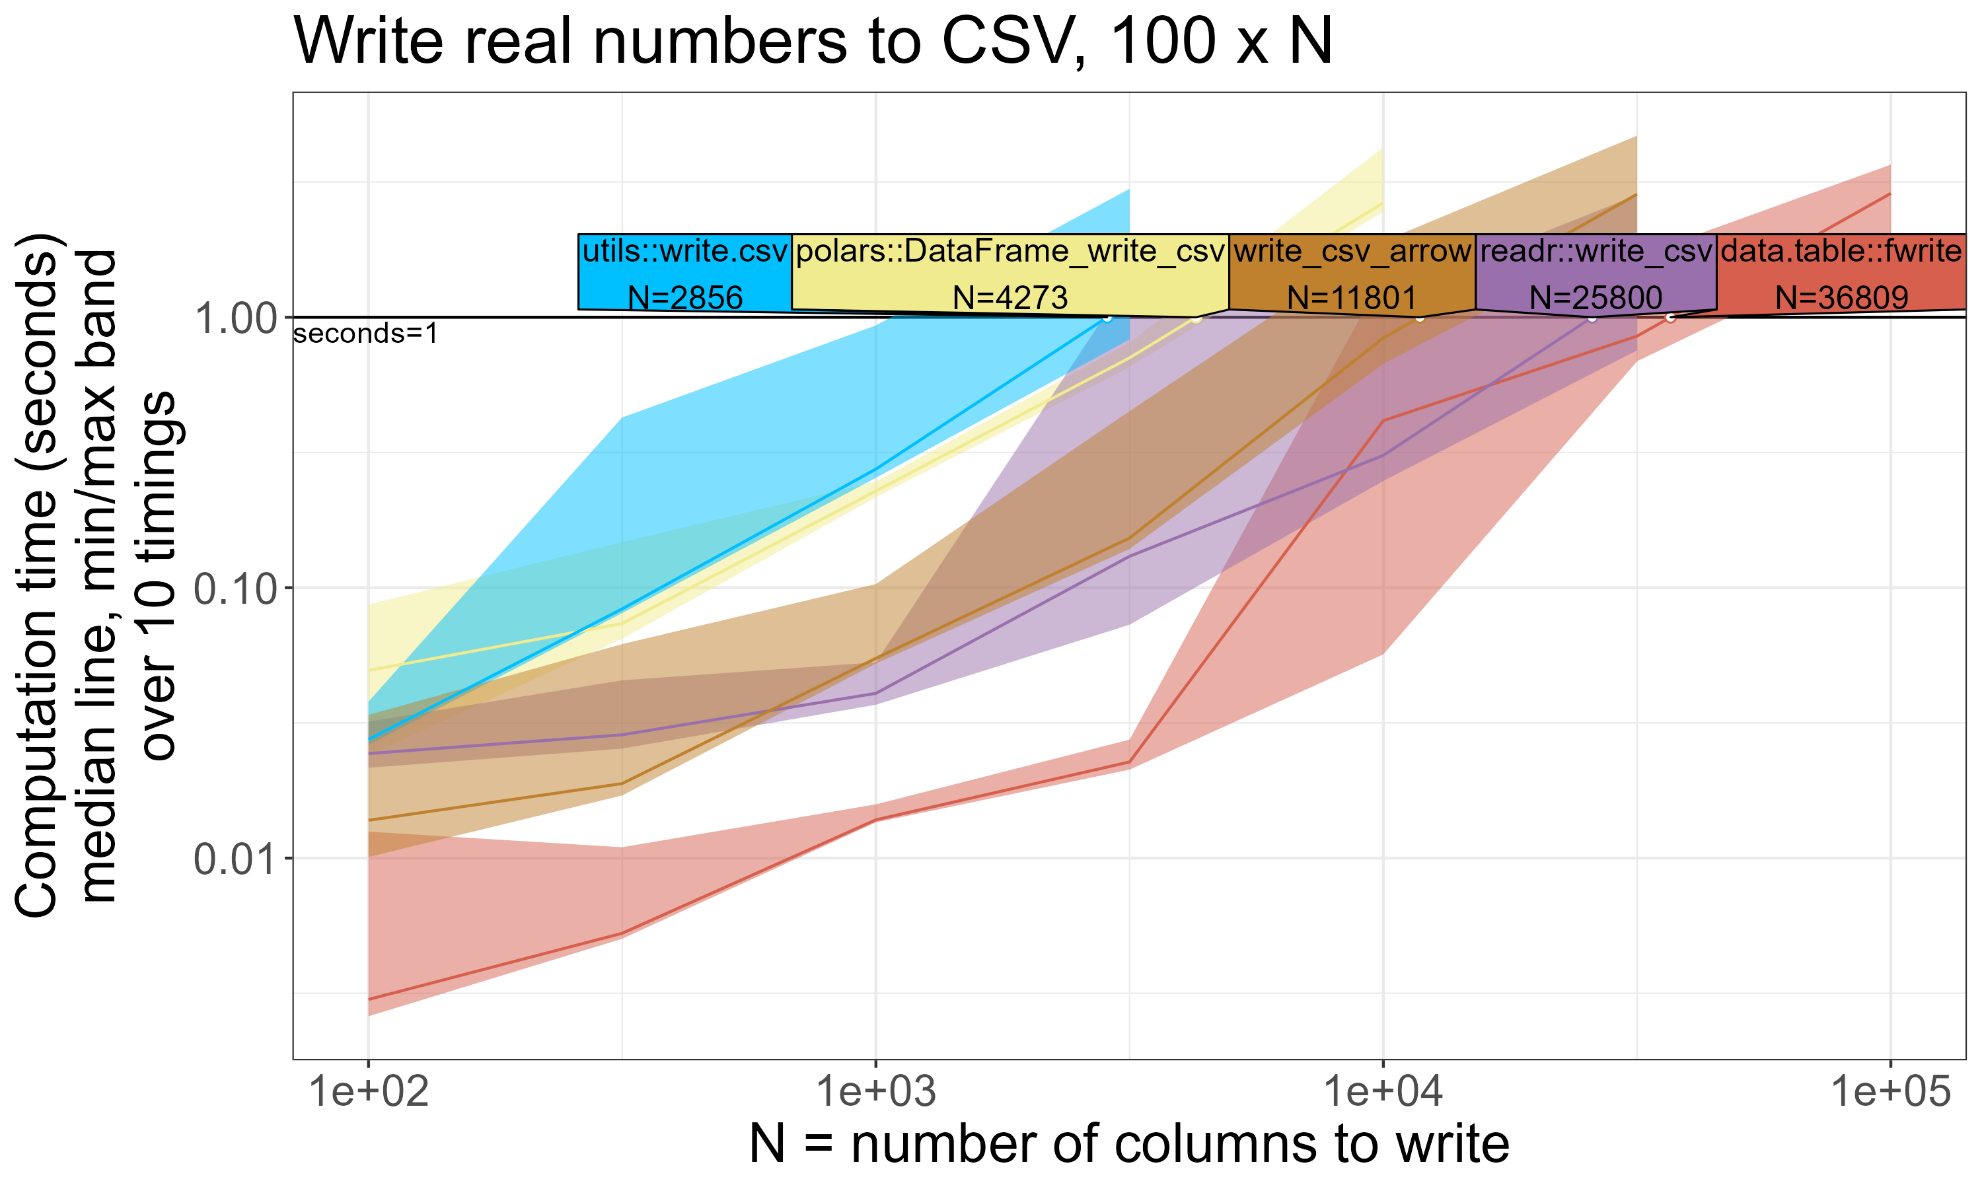 Write real numbers to CSV, 100 x N
Computation time (seconds)
median line, min/max band
over 10 timings
1.00
0.10
0.01
utils::write.csv
N=2856
polars::DataFrame_write_csv
N=4273
write_csv_arrow
N=11801
readr::write_csv
N=25800
data.table::fwrite
N=36809
seconds=1
1e+02
1e+03
1e+04
1e+05
N = number of columns to write